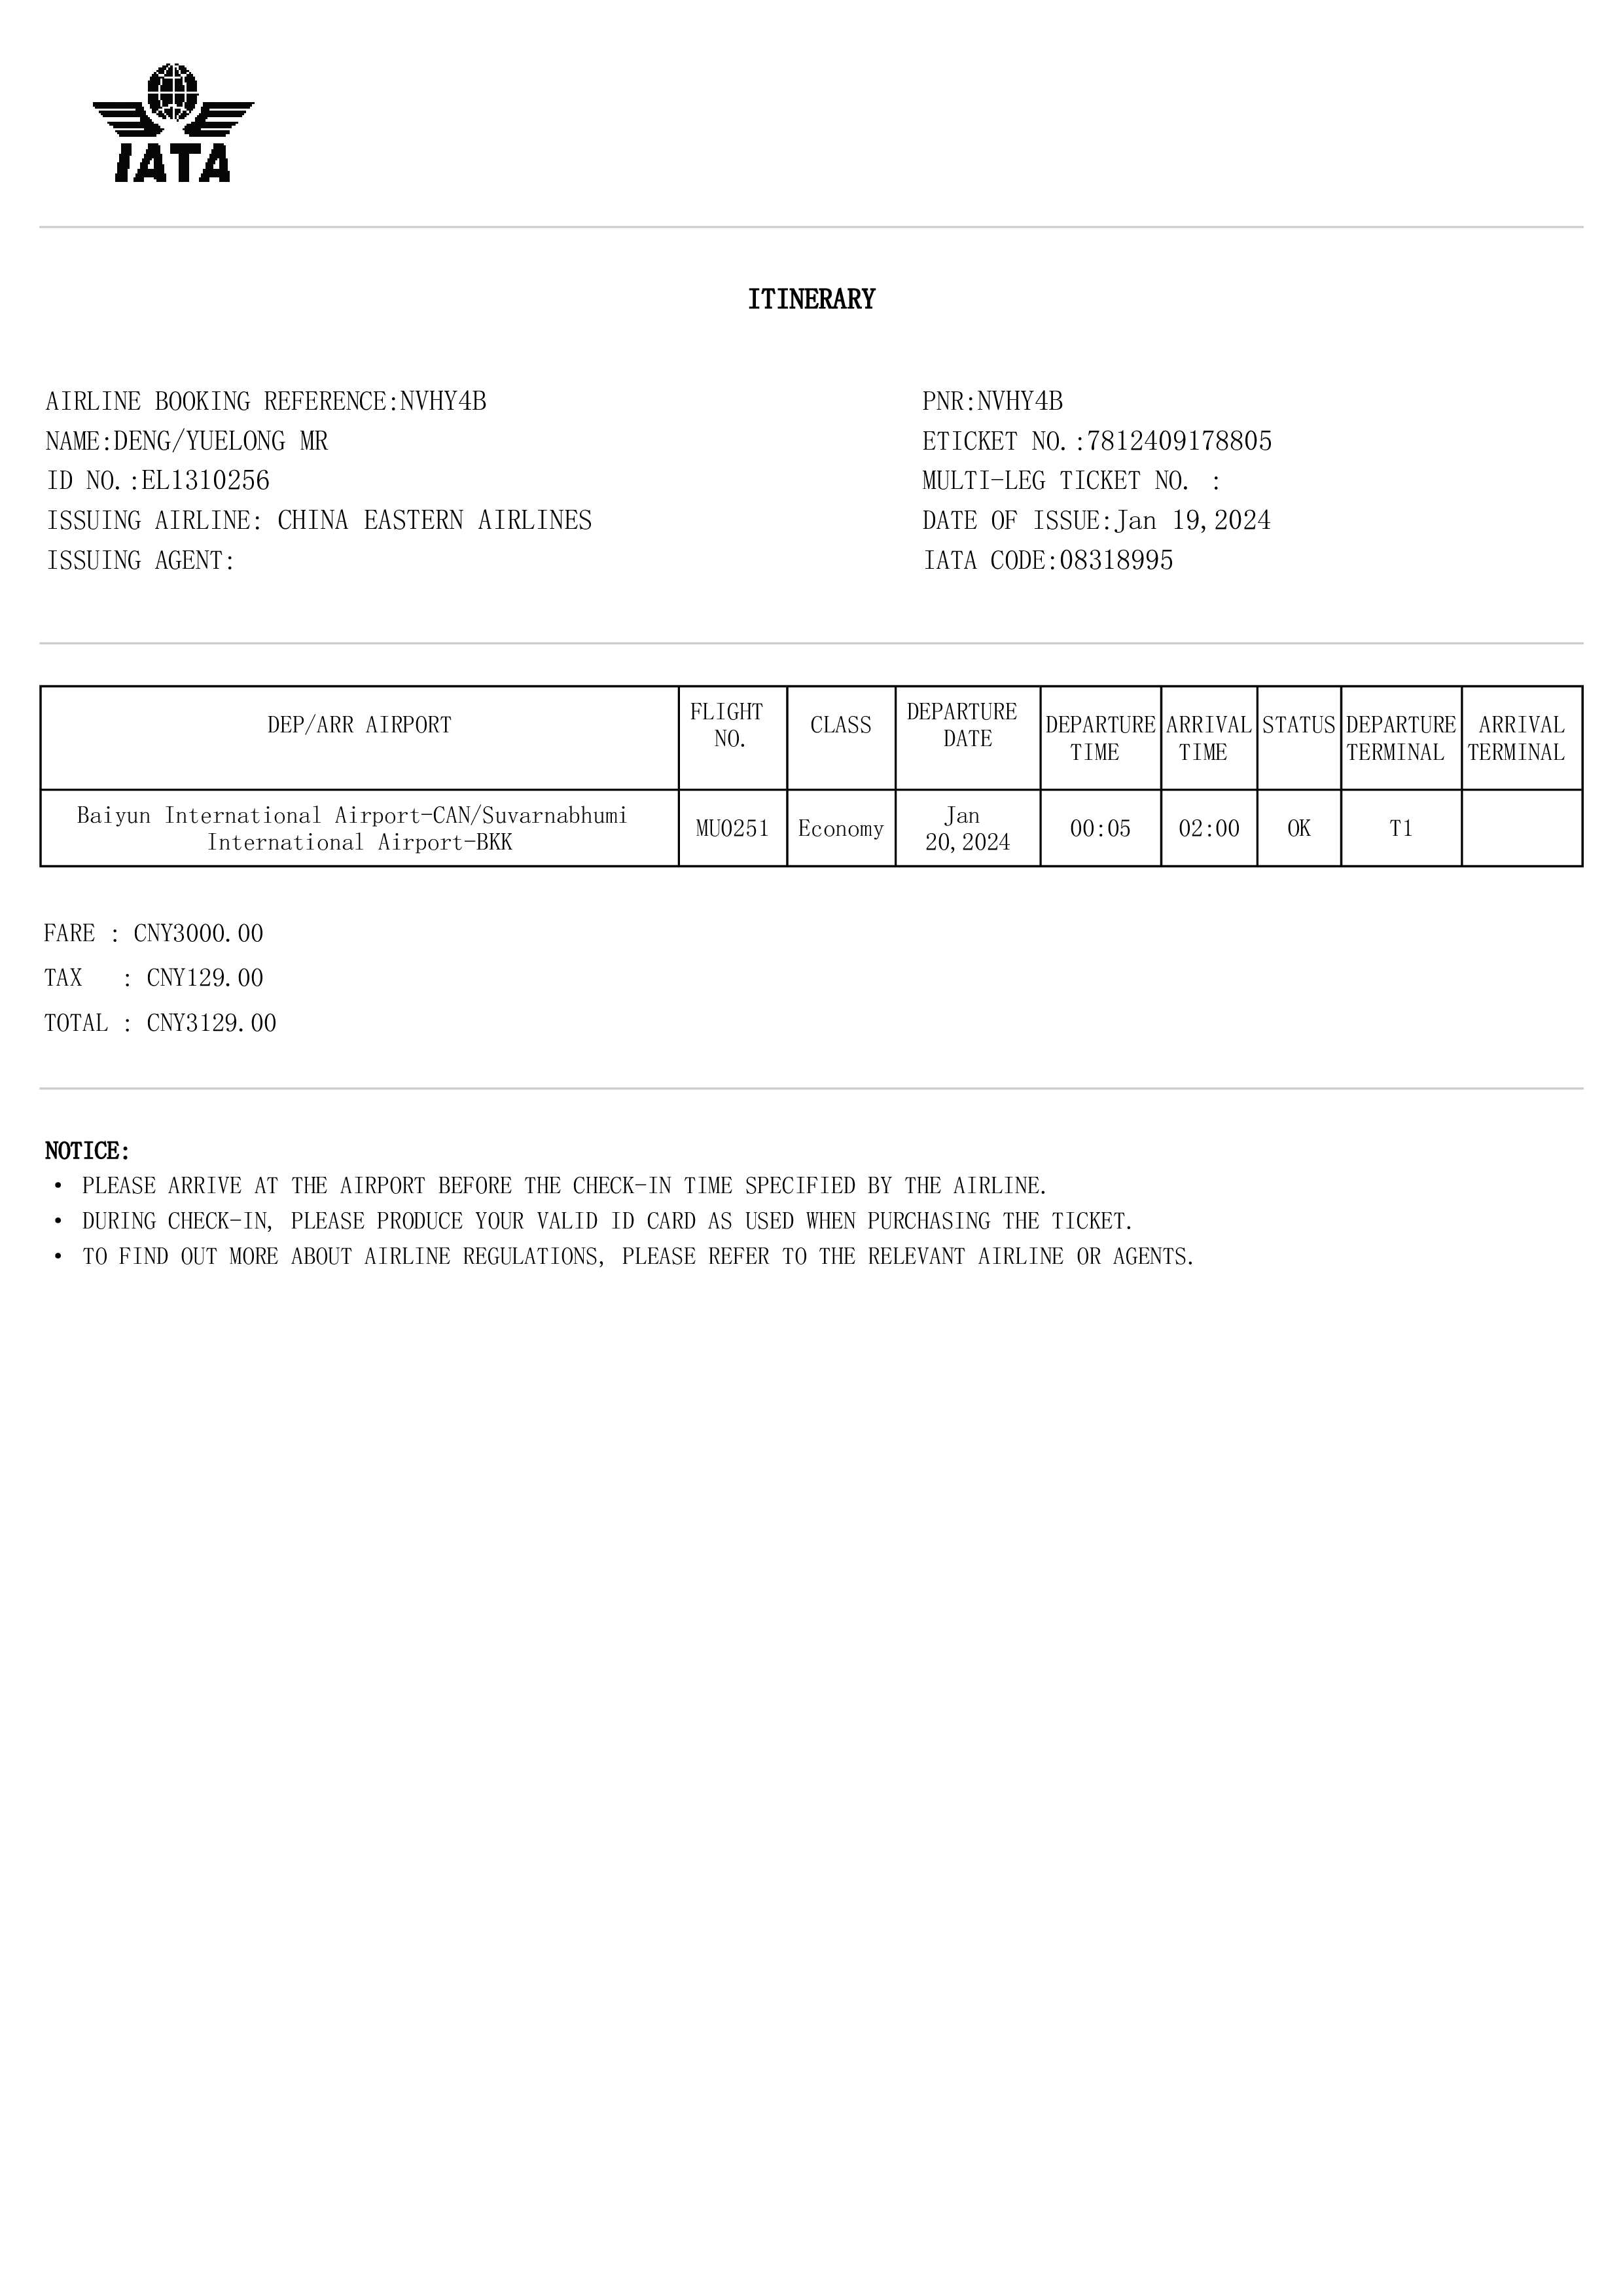 IATA
ITINERARY
AIRLINE BOOKING REFERENCE:NVHY4B
PNR:NVHY4B
NAME:DENG/YUELONG MR
ETICKET NO.:7812409178805
ID NO.:EL1310256
MULTI-LEG TICKET NO. :
ISSUING AIRLINE: CHINA EASTERN AIRLINES
DATE OF ISSUE:Jan 19,2024
ISSUING AGENT:
IATA CODE:08318995
DEP/ARR AIRPORT
FLIGHT
NO.
CLASS
DEPARTURE
DATE
DEPARTURE
TIME
ARRIVAL
TIME
STATUS
DEPARTURE
TERMINAL
ARRIVAL
TERMINAL
Baiyun International Airport-CAN/Suvarnabhumi
International Airport-BKK
MU0251
Economy
Jan
20,2024
00:05
02:00
OK
T1
FARE : CNY3000.00
TAX : CNY129.00
TOTAL : CNY3129.00
NOTICE:
• PLEASE ARRIVE AT THE AIRPORT BEFORE THE CHECK-IN TIME SPECIFIED BY THE AIRLINE.
• DURING CHECK-IN, PLEASE PRODUCE YOUR VALID ID CARD AS USED WHEN PURCHASING THE TICKET.
• TO FIND OUT MORE ABOUT AIRLINE REGULATIONS, PLEASE REFER TO THE RELEVANT AIRLINE OR AGENTS.